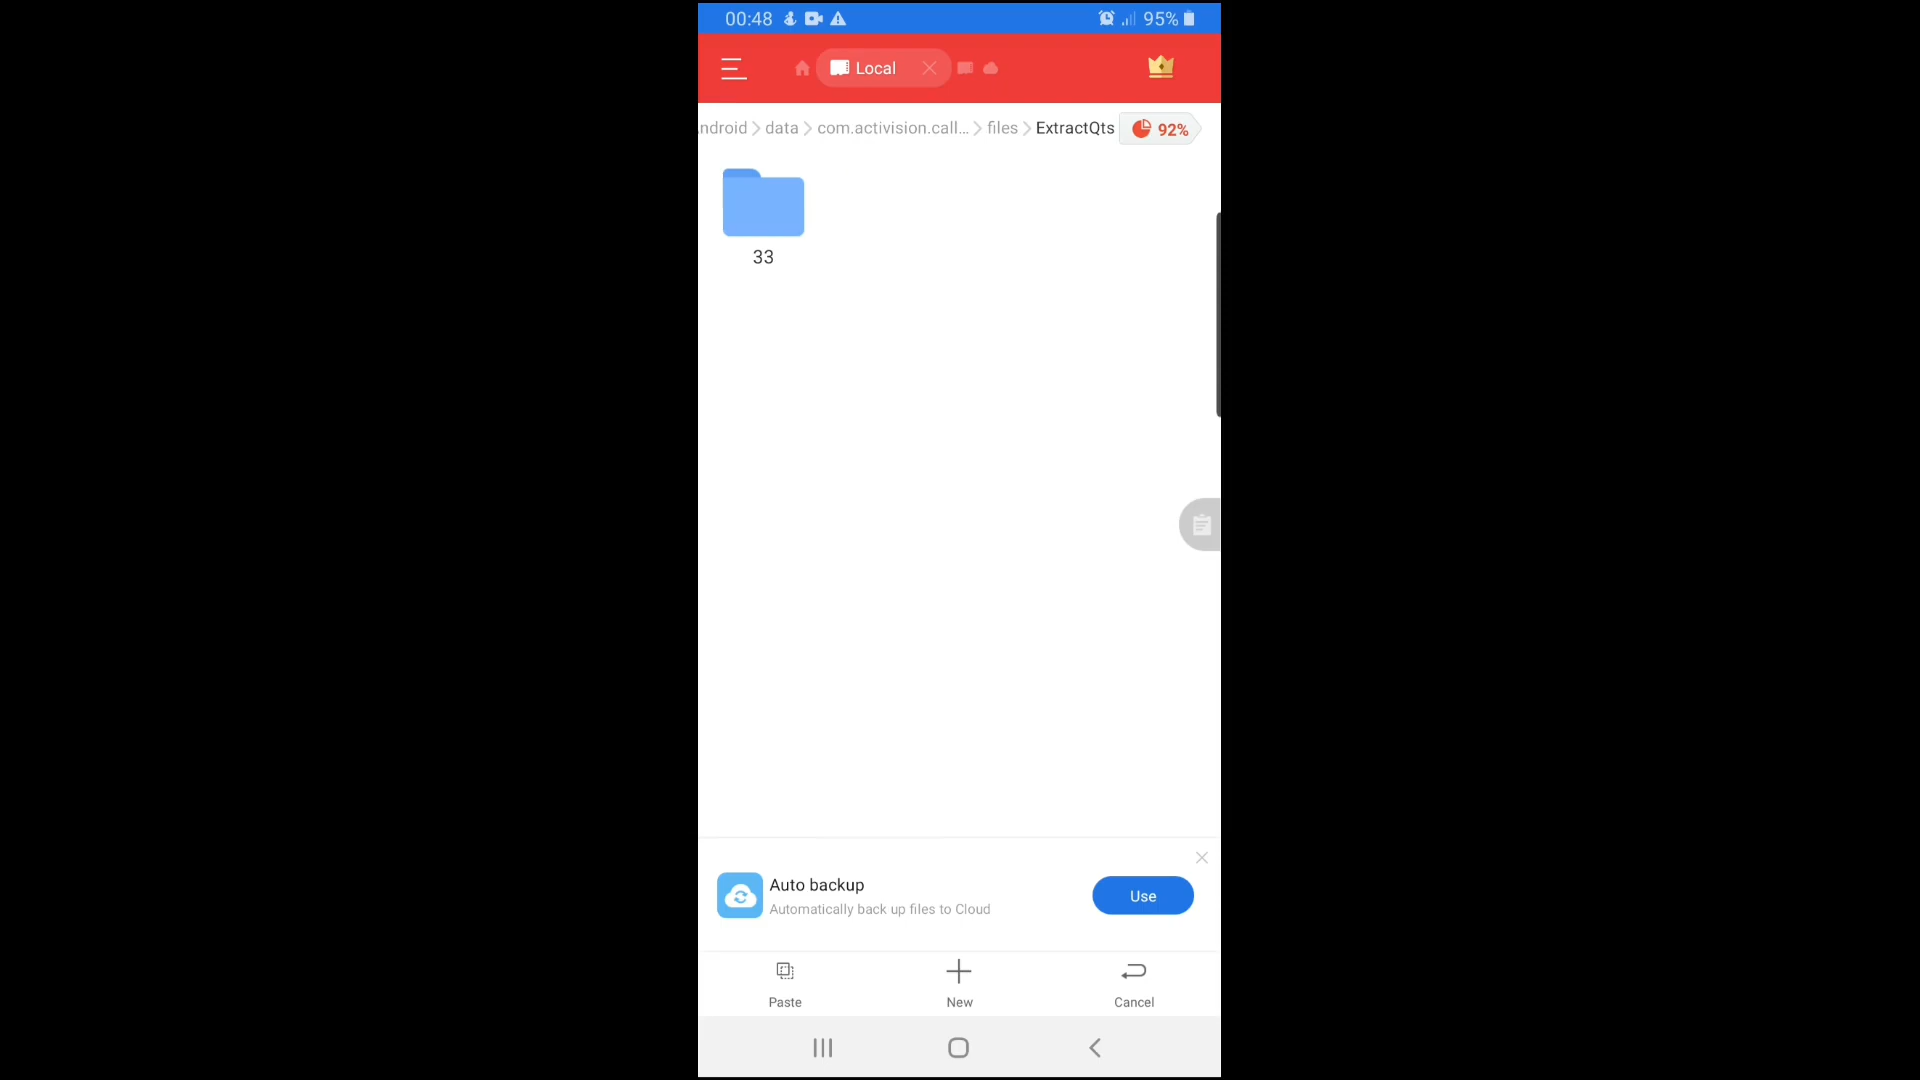 00:48 95%
Local
ndroid data com.activision.call... files ExtractQts 92%
33
Auto backup
Automatically back up files to Cloud
Use
Paste New Cancel